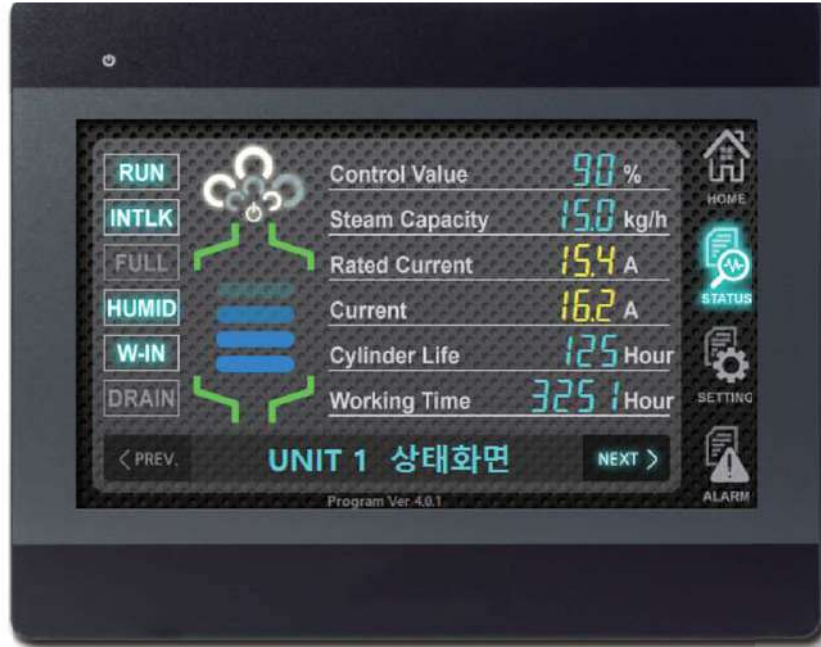 RUN
INTLK
FULL
HUMID
W-IN
DRAIN
Control Value 90 %
Steam Capacity 15.0 kg/h
Rated Current 15.4 A
Current 16.2 A
Cylinder Life 125 Hour
Working Time 3251 Hour
HOME
STATUS
SETTING
ALARM
< PREV.
UNIT 1 상태화면
NEXT >
Program Ver 4.0.1